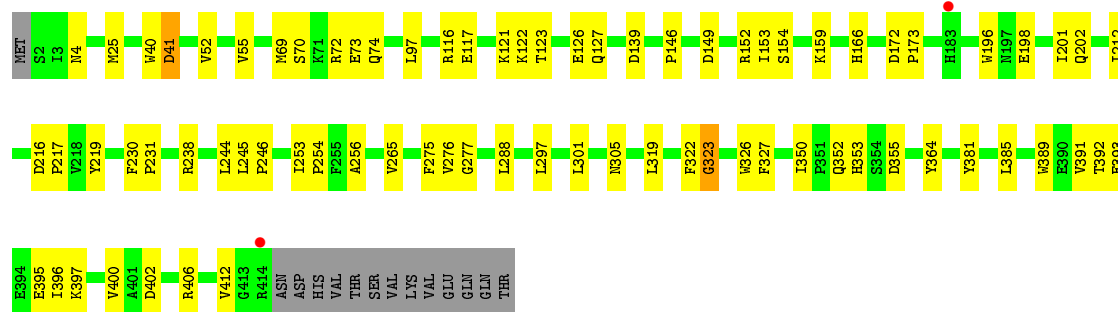 MET S2 I3 N4 M25 W40 D41 V52 V55 M69 S70 K71 R72 E73 Q74 L97 R116 E117 K121 K122 T123 E126 Q127 D139 P146 D149 R152 I153 S154 K159 H166 D172 P173 H183 W196 N197 E198 I201 Q202
D216 P217 V218 Y219 F230 P231 R238 L244 L245 P246 I253 P254 F255 A256 V265 F275 V276 G277 L288 L297 L301 N305 L319 F322 G323 W326 F327 I350 P351 Q352 H353 S354 D355 Y364 Y381 L385 W389 E390 V391 T392
E394 E395 I396 K397 V400 A401 D402 R406 V412 G413 R414 ASN ASP HIS VAL THR SER VAL LYS VAL GLU GLN GLN THR